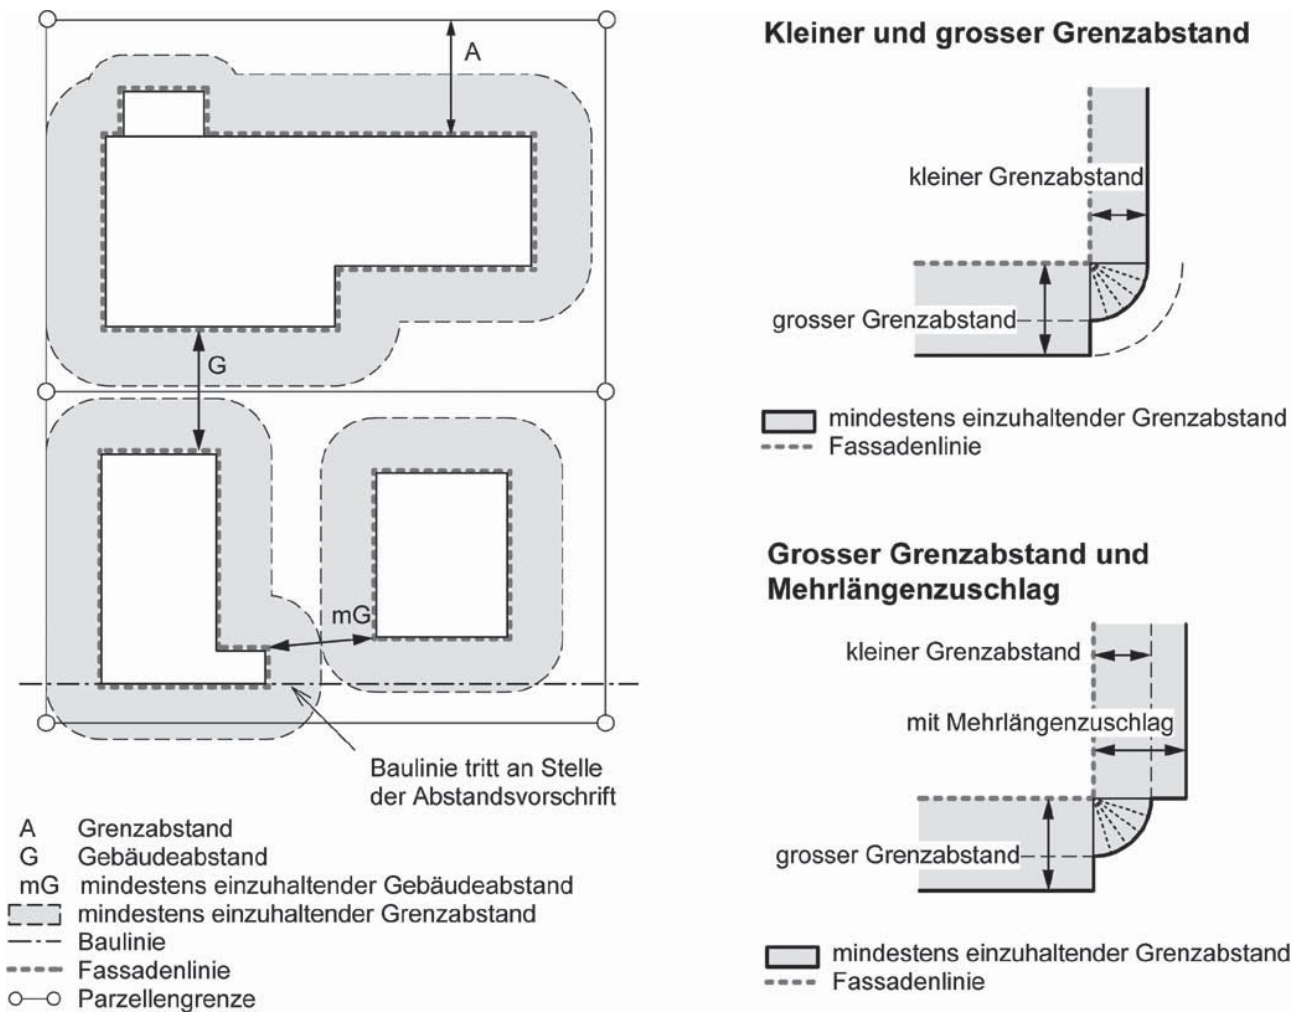 A
G
mG
Baulinie tritt an Stelle
der Abstandsvorschrift
A Grenzabstand
G Gebäudeabstand
mG mindestens einzuhaltender Gebäudeabstand
mindestens einzuhaltender Grenzabstand
Baulinie
Fassadenlinie
Parzellengrenze
Kleiner und grosser Grenzabstand
kleiner Grenzabstand
grosser Grenzabstand
mindestens einzuhaltender Grenzabstand
Fassadenlinie
Grosser Grenzabstand und
Mehrlängenzuschlag
kleiner Grenzabstand
mit Mehrlängenzuschlag
grosser Grenzabstand
mindestens einzuhaltender Grenzabstand
Fassadenlinie